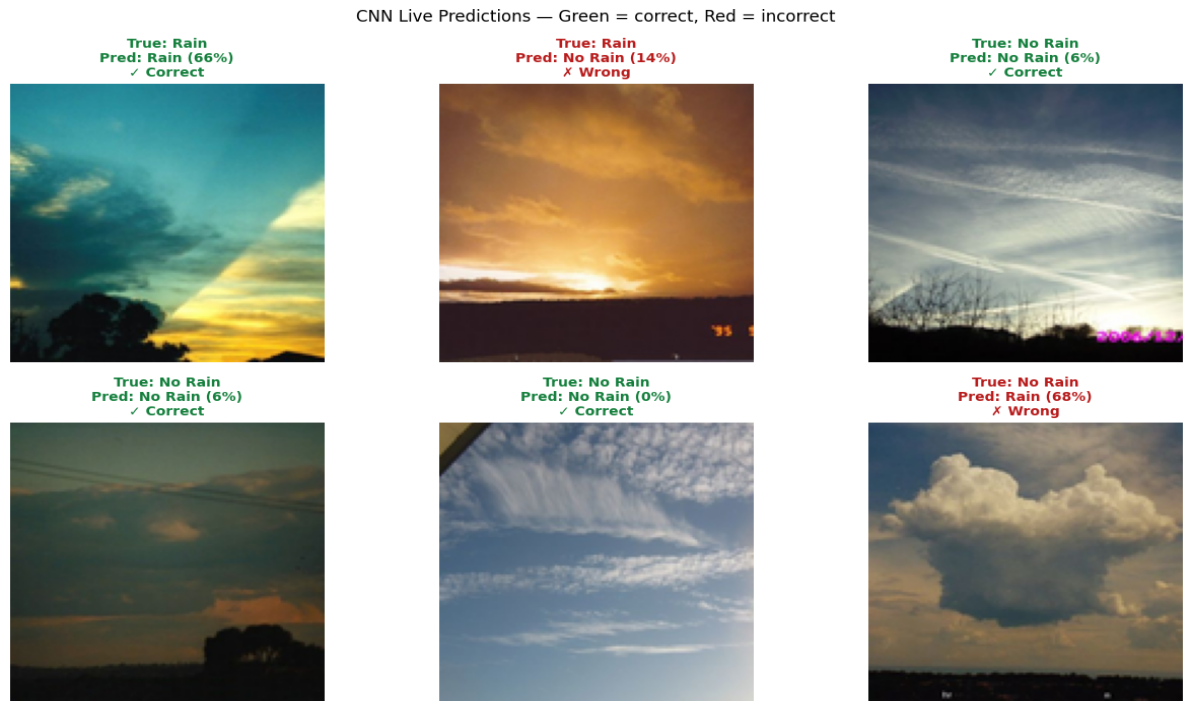 CNN Live Predictions — Green = correct, Red = incorrect
True: Rain
Pred: Rain (66%)
✓ Correct
True: Rain
Pred: No Rain (14%)
✗ Wrong
True: No Rain
Pred: No Rain (6%)
✓ Correct
'95
True: No Rain
Pred: No Rain (6%)
✓ Correct
True: No Rain
Pred: No Rain (0%)
✓ Correct
True: No Rain
Pred: Rain (68%)
✗ Wrong